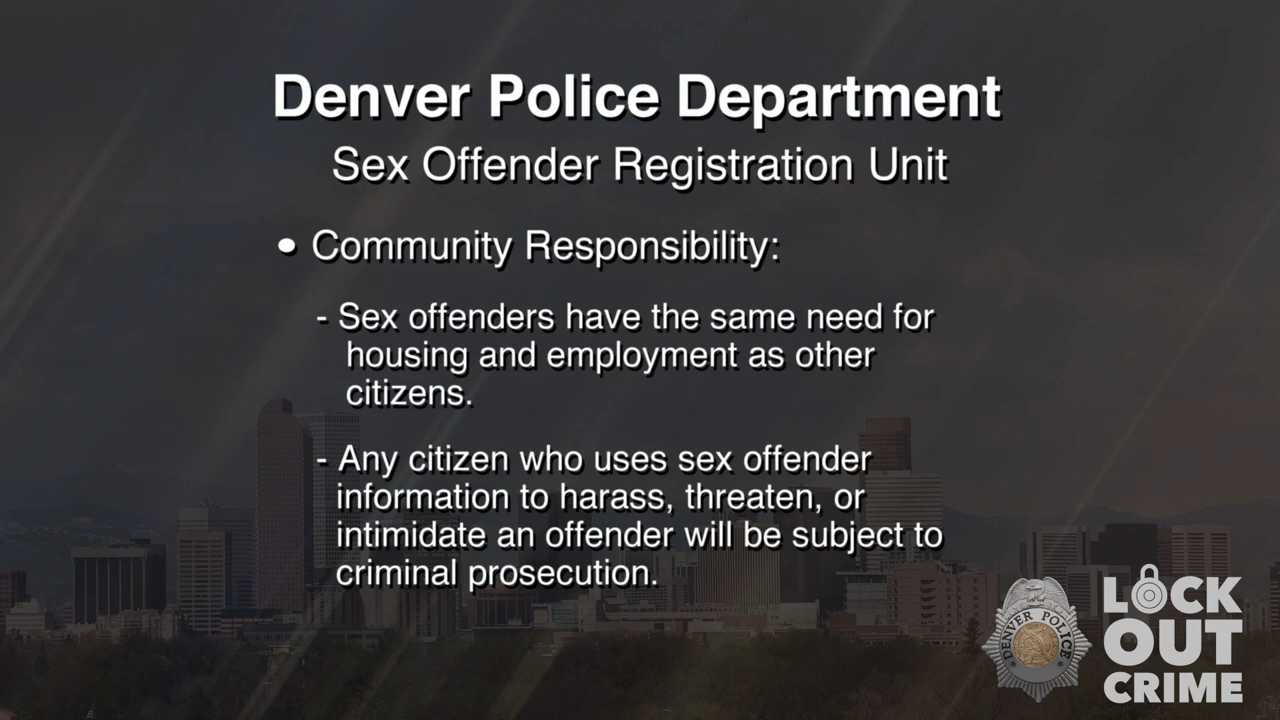 Denver Police Department
Sex Offender Registration Unit
• Community Responsibility:
- Sex offenders have the same need for
housing and employment as other
citizens.
- Any citizen who uses sex offender
information to harass, threaten, or
intimidate an offender will be subject to
criminal prosecution.
DENVER POLICE
LOCK
OUT
CRIME